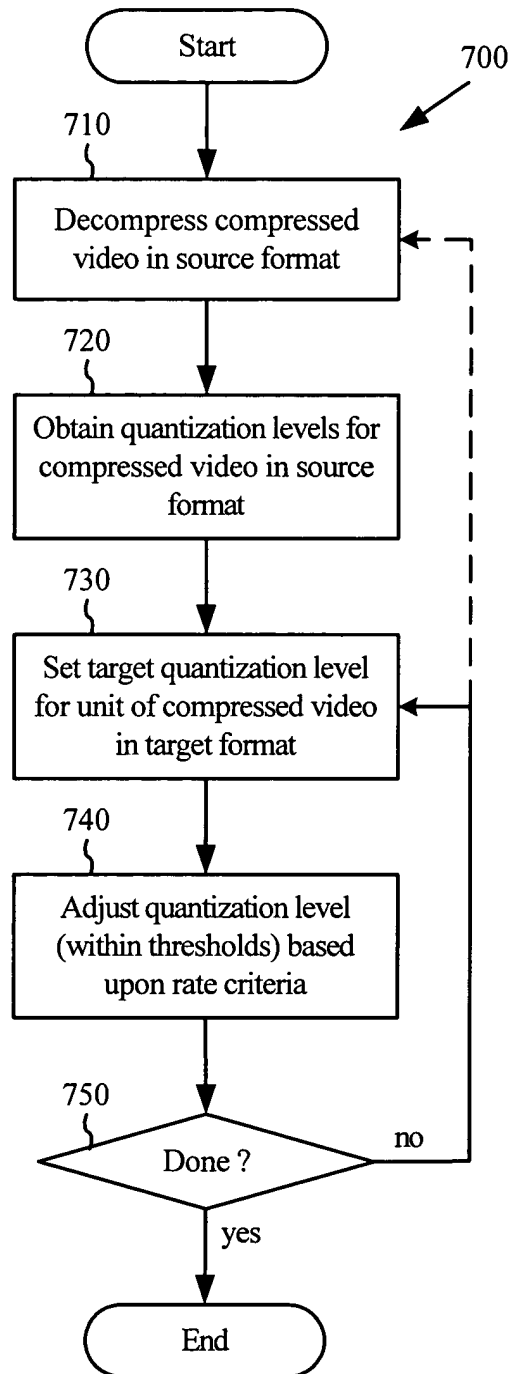 Start
700
710
Decompress compressed
video in source format
720
Obtain quantization levels for
compressed video in source
format
730
Set target quantization level
for unit of compressed video
in target format
740
Adjust quantization level
(within thresholds) based
upon rate criteria
750
Done ?
no
yes
End